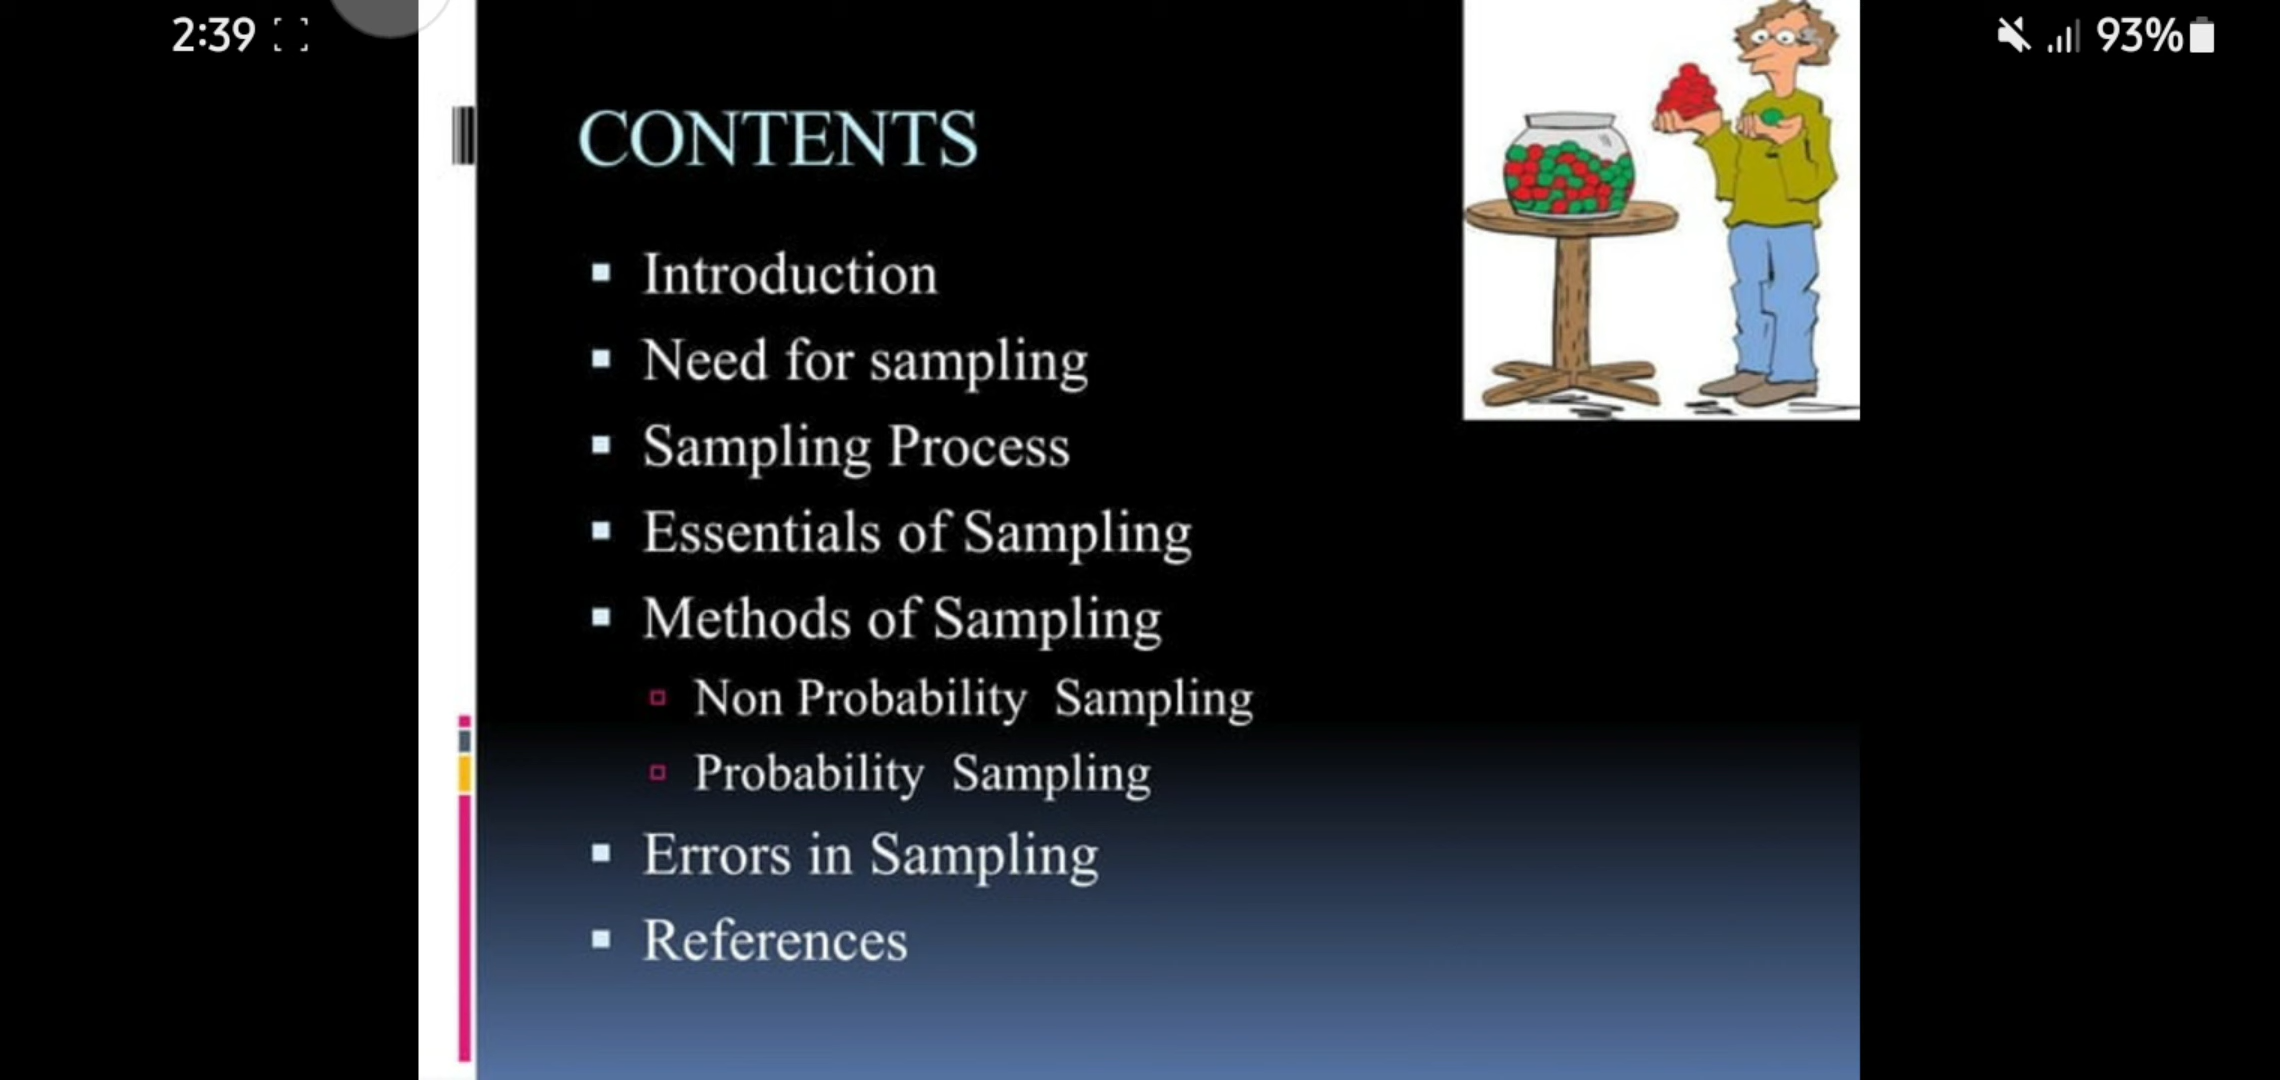 2:39
93%
CONTENTS
Introduction
Need for sampling
Sampling Process
Essentials of Sampling
Methods of Sampling
Non Probability Sampling
Probability Sampling
Errors in Sampling
References